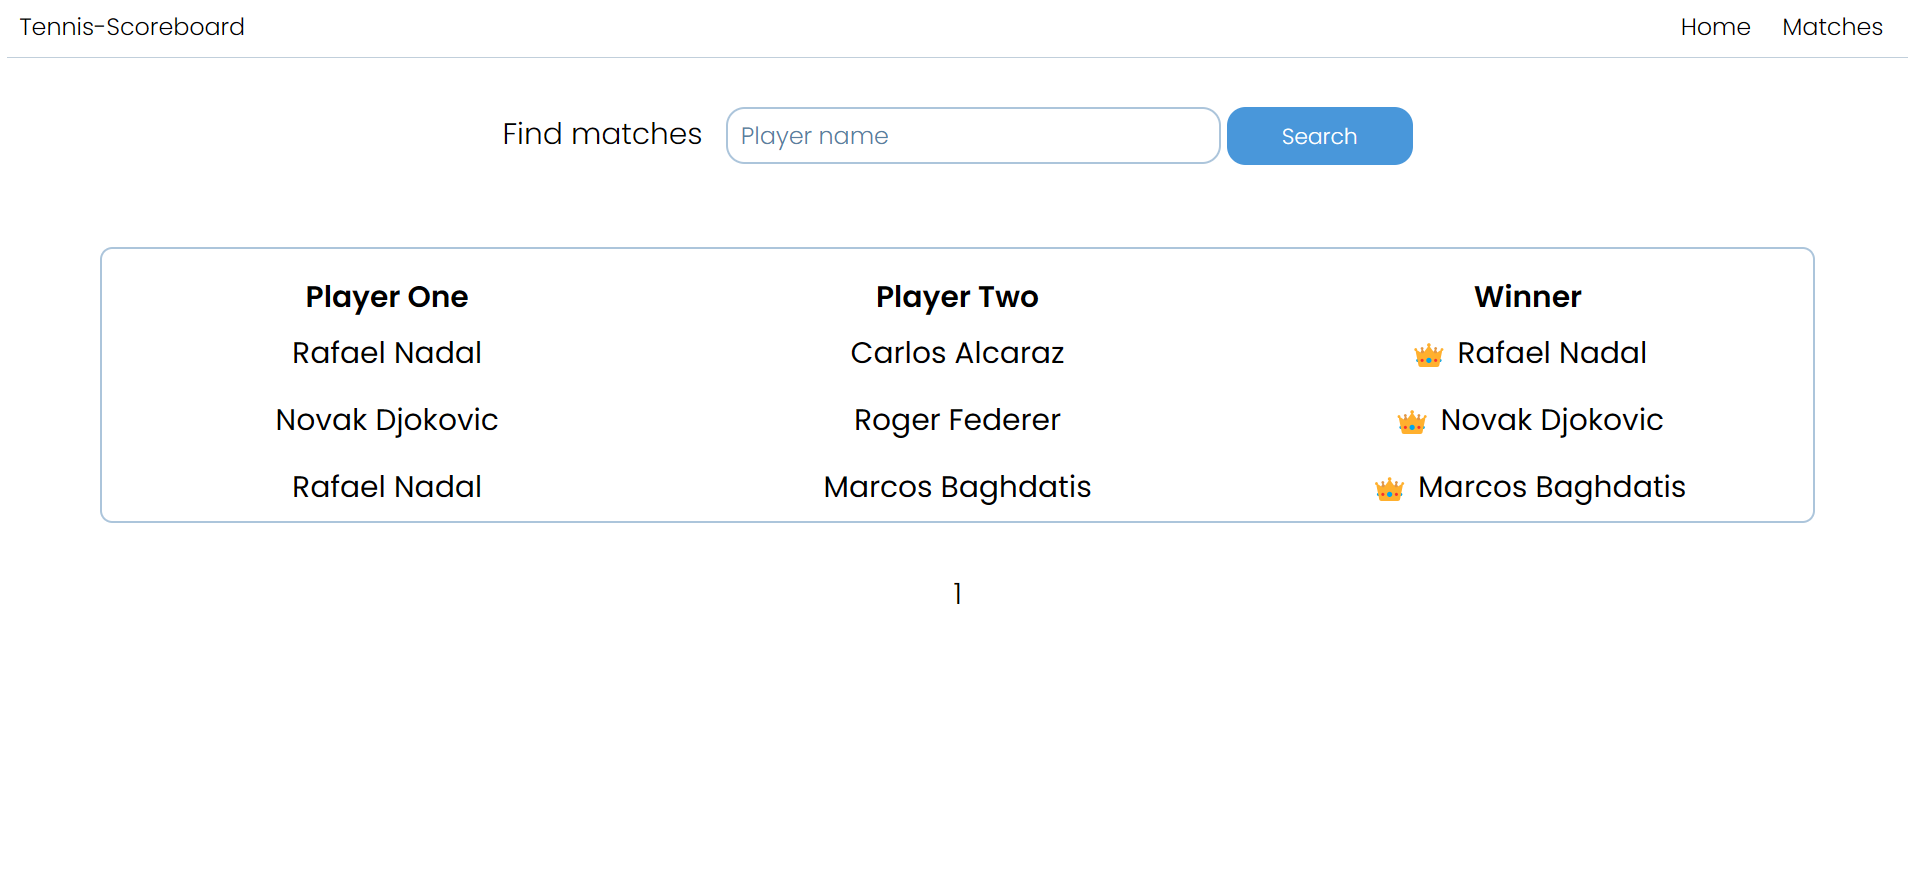 Tennis-Scoreboard Home Matches
Find matches Player name Search
Player One Player Two Winner
Rafael Nadal Carlos Alcaraz Rafael Nadal
Novak Djokovic Roger Federer Novak Djokovic
Rafael Nadal Marcos Baghdatis Marcos Baghdatis
1